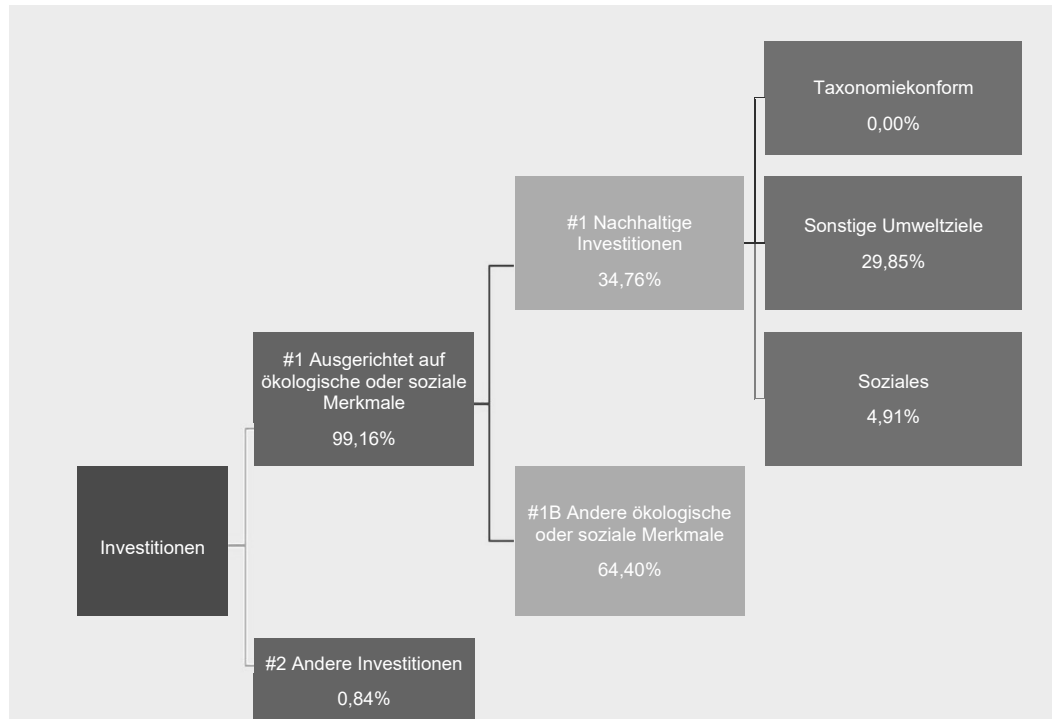 Taxonomiekonform
0,00%
#1 Nachhaltige
Investitionen
34,76%
Sonstige Umweltziele
29,85%
#1 Ausgerichtet auf
ökologische oder soziale
Merkmale
99,16%
Soziales
4,91%
Investitionen
#1B Andere ökologische
oder soziale Merkmale
64,40%
#2 Andere Investitionen
0,84%